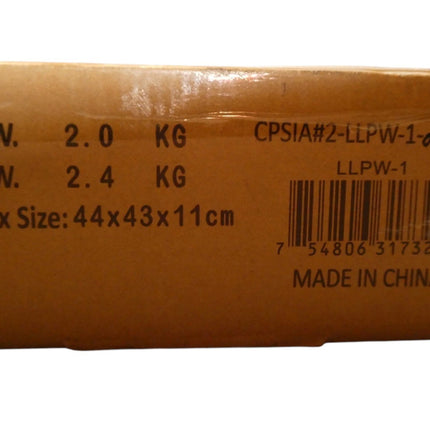 W. 2.0 KG
W. 2.4 KG
x Size: 44x43x11cm
CPSIA#2-LLPW-1-
LLPW-1
7 54806 31732
MADE IN CHINA